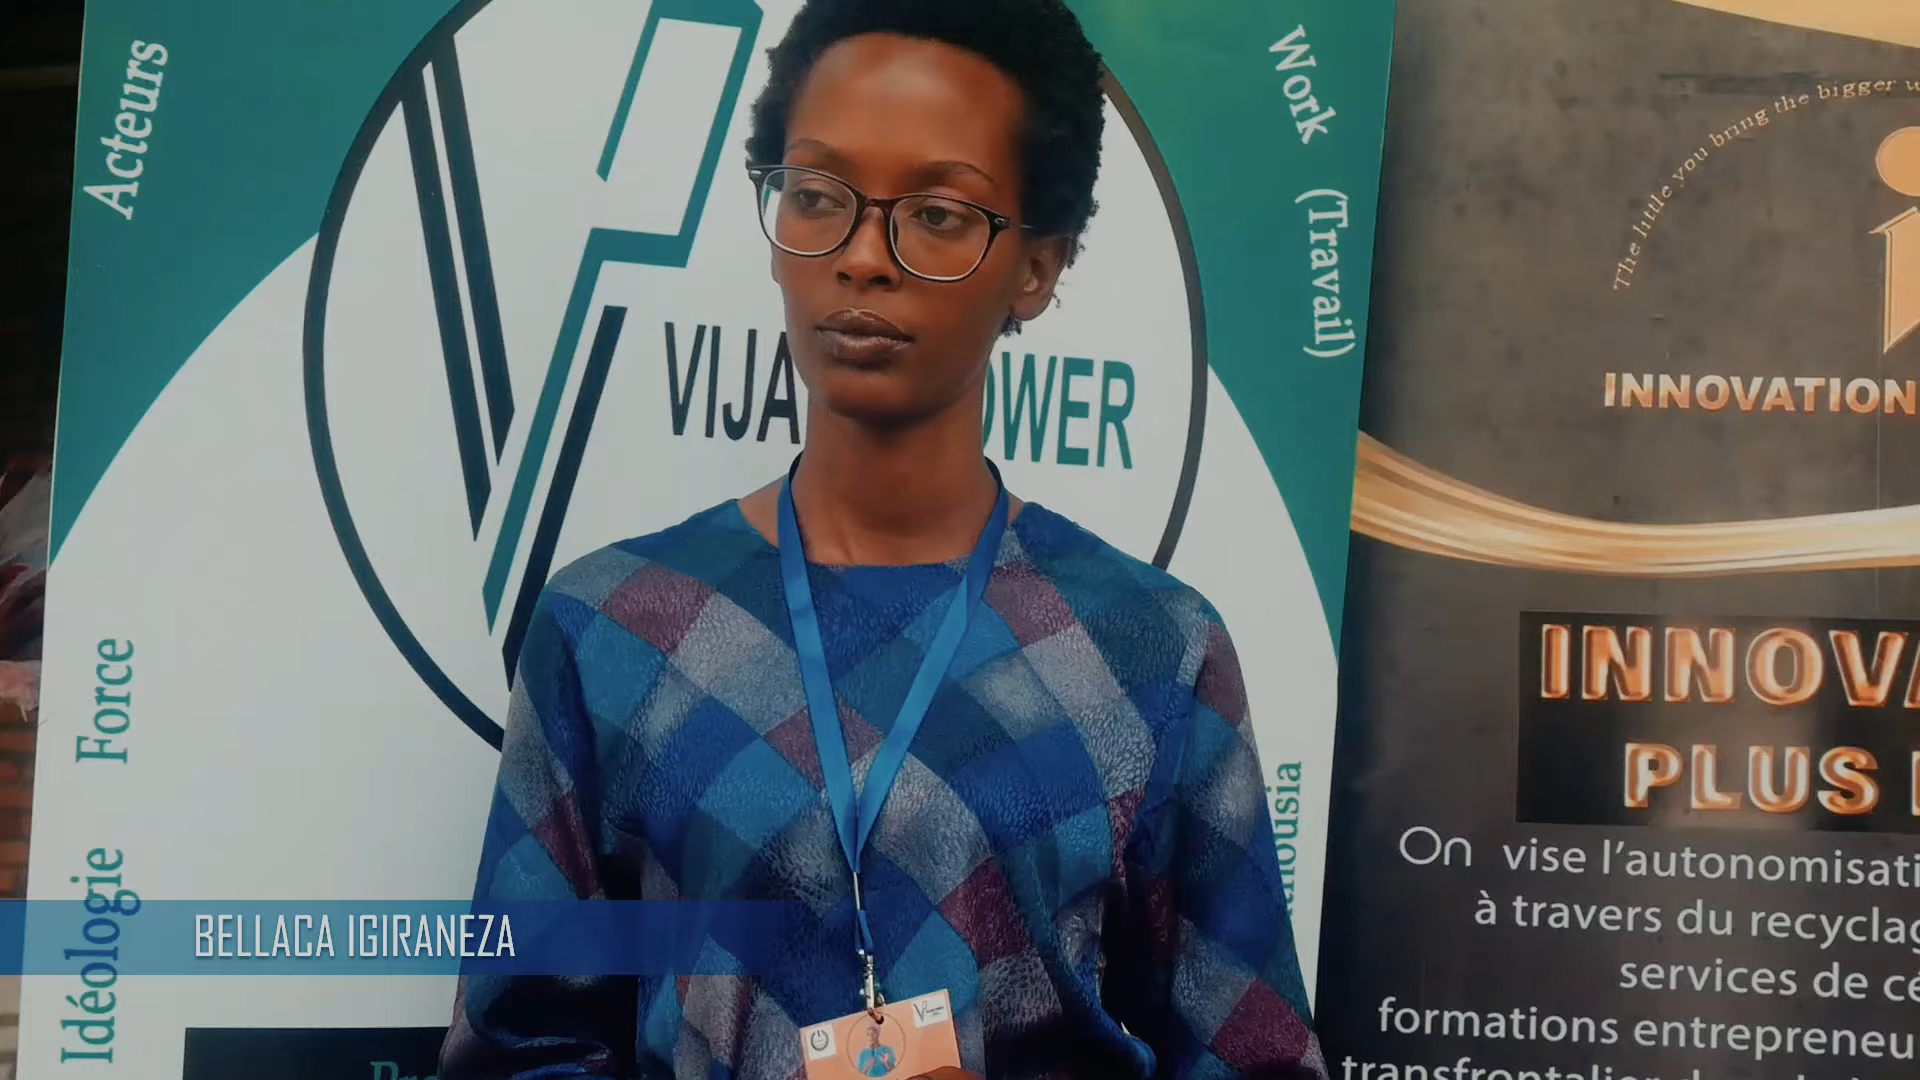 Acteurs
Force
Idéologie
Work (Travail)
VIJA
OWER
The little you bring the bigger
INNOVATION
INNOVA
PLUS
On vise l'autonomisati
à travers du recyclag
services de cé
formations entrepreneu
BELLACA IGIRANEZA